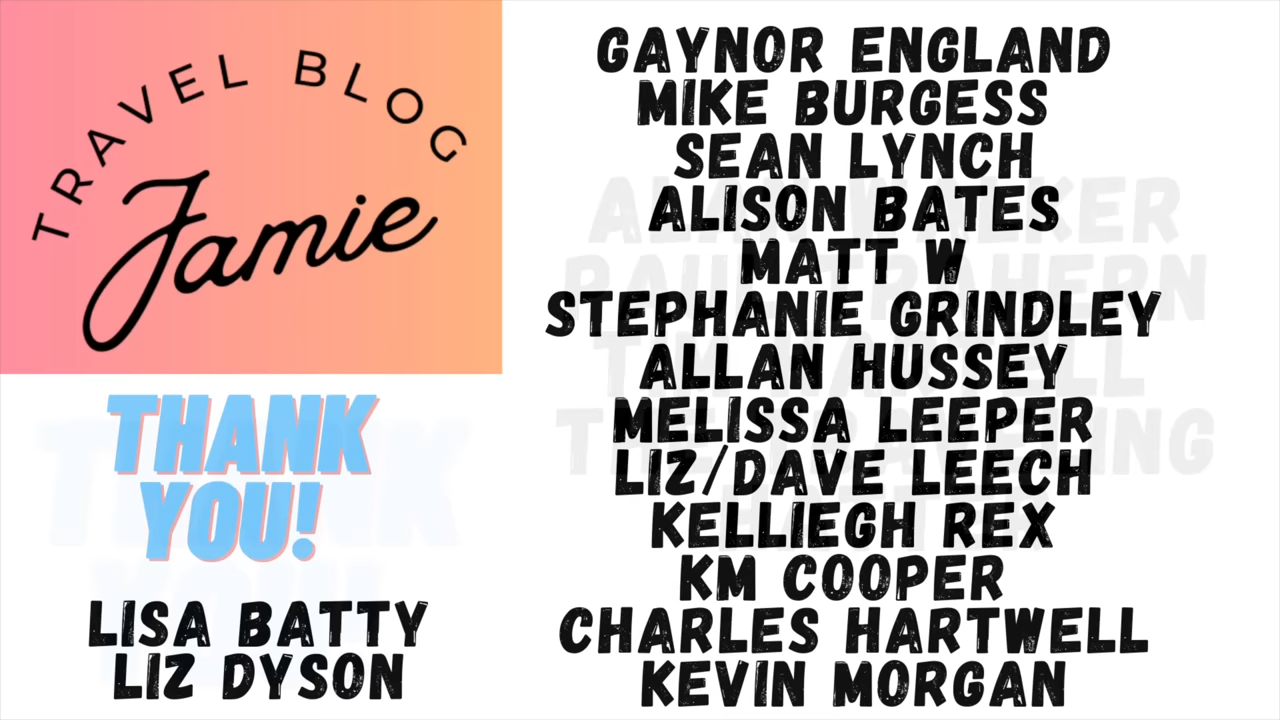 TRAVEL BLOG
Jamie
THANK
YOU!
LISA BATTY
LIZ DYSON
GAYNOR ENGLAND
MIKE BURGESS
SEAN LYNCH
ALISON BATES
MATT W
STEPHANIE GRINDLEY
ALLAN HUSSEY
MELISSA LEEPER
LIZ/DAVE LEECH
KELLIEGH REX
KM COOPER
CHARLES HARTWELL
KEVIN MORGAN